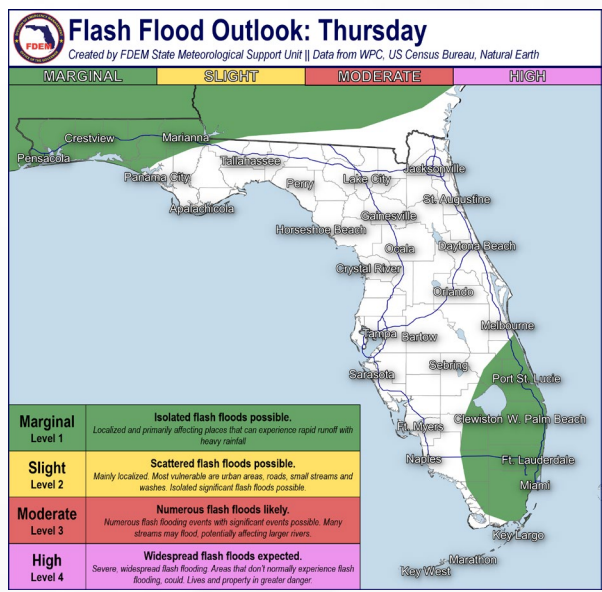 Flash Flood Outlook: Thursday
Created by FDEM State Meteorological Support Unit || Data from WPC, US Census Bureau, Natural Earth
FDEM
MARGINAL
SLIGHT
MODERATE
HIGH
Crestview
Marianna
Pensacola
Tallahassee
Jacksonville
Panama City
Perry
Lake City
Apalachicola
St. Augustine
Gainesville
Horseshoe Beach
Ocala
Daytona Beach
Crystal River
Orlando
Melbourne
Tampa
Bartow
Sebring
Sarasota
Port St. Lucie
Clewiston
W. Palm Beach
Ft. Myers
Naples
Ft. Lauderdale
Miami
Key Largo
Marathon
Key West
Marginal
Level 1
Isolated flash floods possible.
Localized and primarily affecting places that can experience rapid runoff with
heavy rainfall
Slight
Level 2
Scattered flash floods possible.
Mainly localized. Most vulnerable are urban areas, roads, small streams and
washes. Isolated significant flash floods possible.
Moderate
Level 3
Numerous flash floods likely.
Numerous flash flooding events with significant events possible. Many
streams may flood, potentially affecting larger rivers.
High
Level 4
Widespread flash floods expected.
Severe, widespread flash flooding. Areas that don't normally experience flash
flooding, could. Lives and property in greater danger.